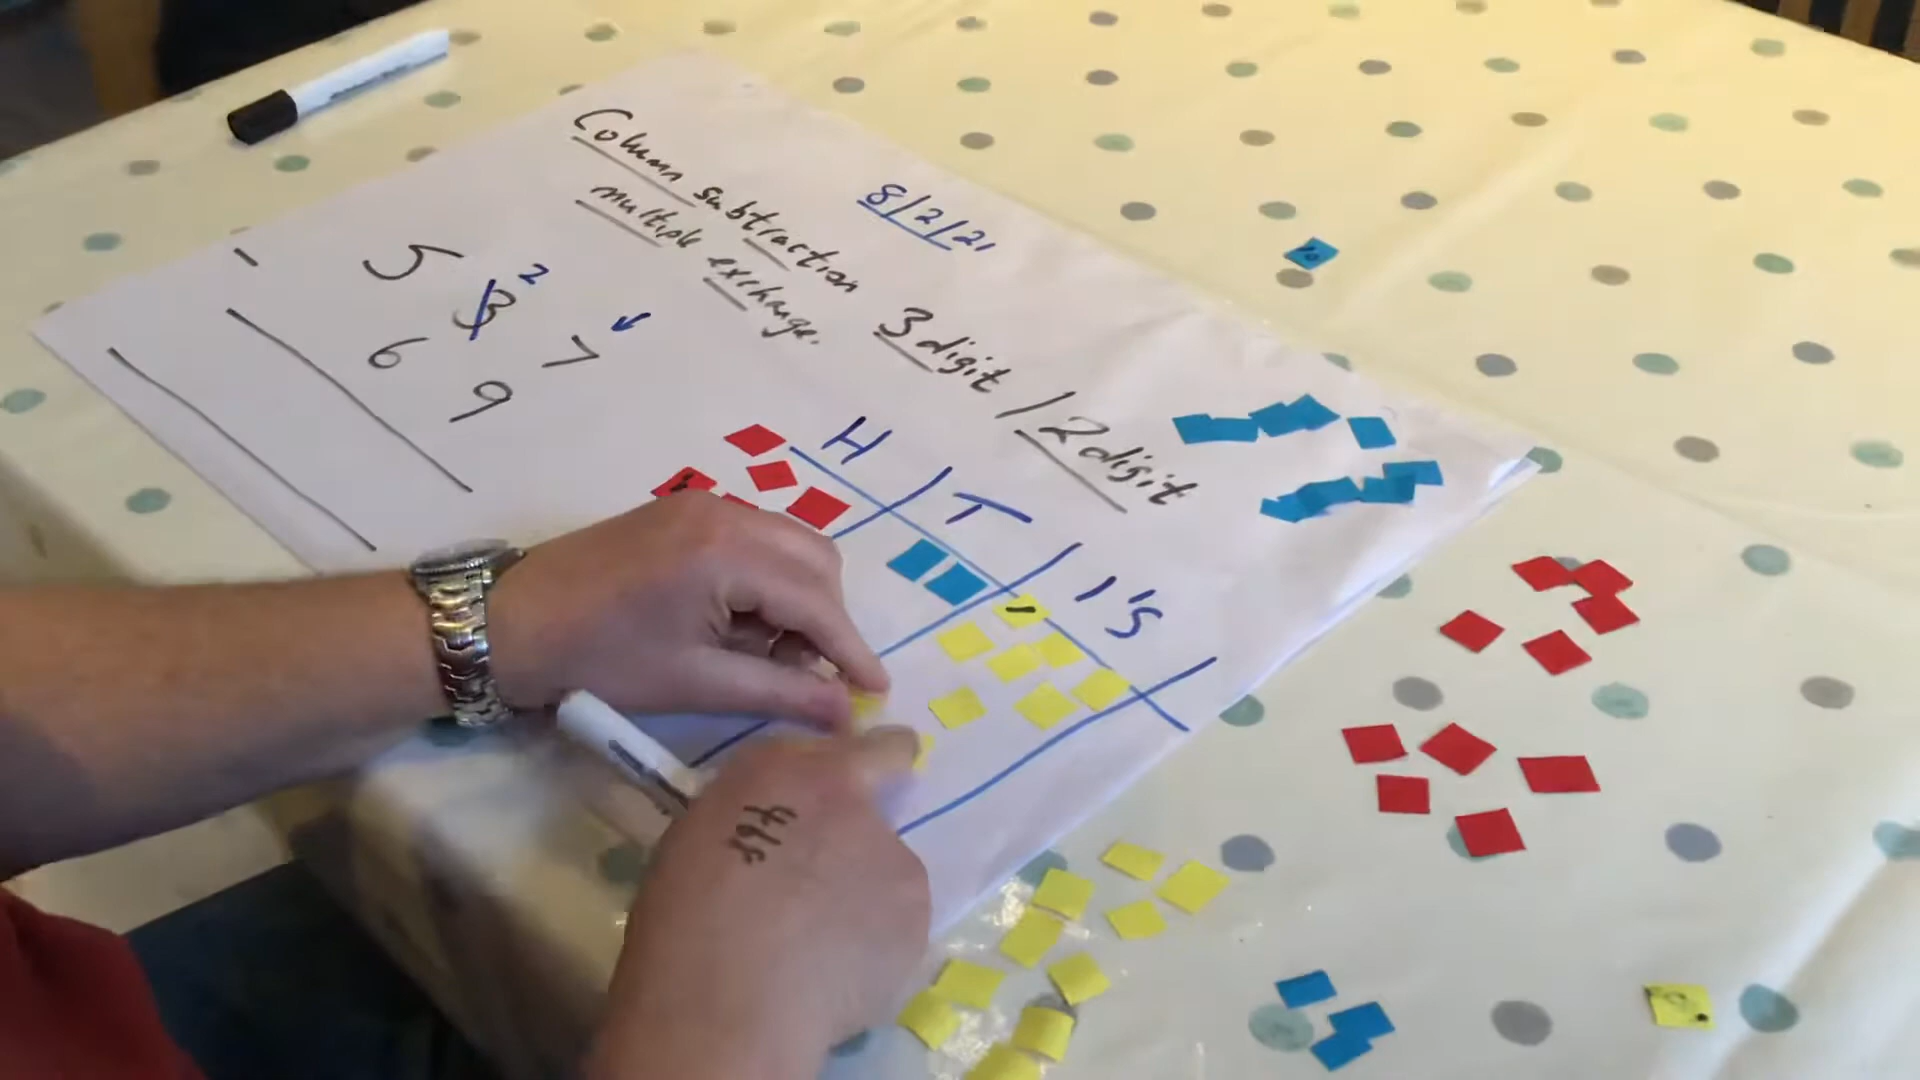 Column subtraction 3 digit / 2 digit
multiple exchange.
8/2/21
2
5 3 7
- 6 9
H T 1's
10
468